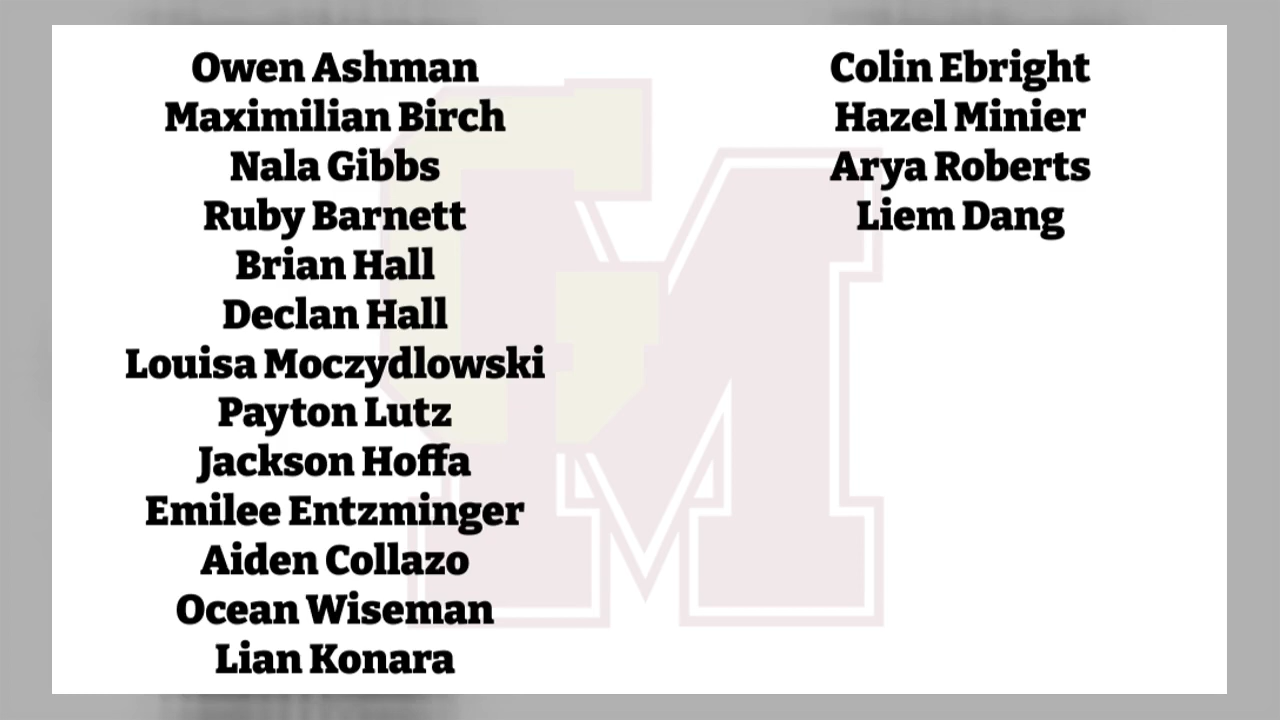 Owen Ashman
Maximilian Birch
Nala Gibbs
Ruby Barnett
Brian Hall
Declan Hall
Louisa Moczydlowski
Payton Lutz
Jackson Hoffa
Emilee Entzminger
Aiden Collazo
Ocean Wiseman
Lian Konara
Colin Ebright
Hazel Minier
Arya Roberts
Liem Dang